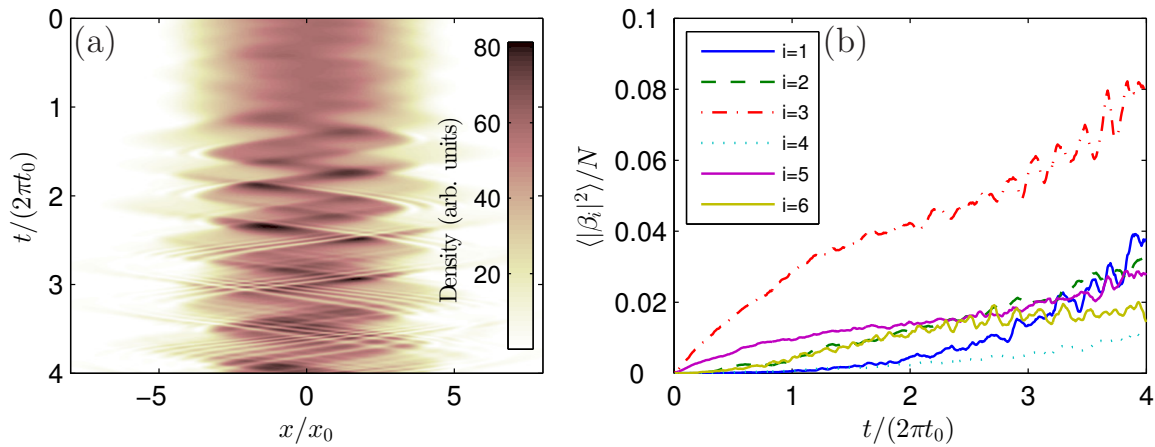 (a)
0
1
2
3
4
t/(2πt₀)
−5
0
5
x/x₀
80
60
40
20
Density (arb. units)
(b)
0.1
0.08
0.06
0.04
0.02
0
⟨|βᵢ|²⟩/N
i=1
i=2
i=3
i=4
i=5
i=6
0
1
2
3
4
t/(2πt₀)